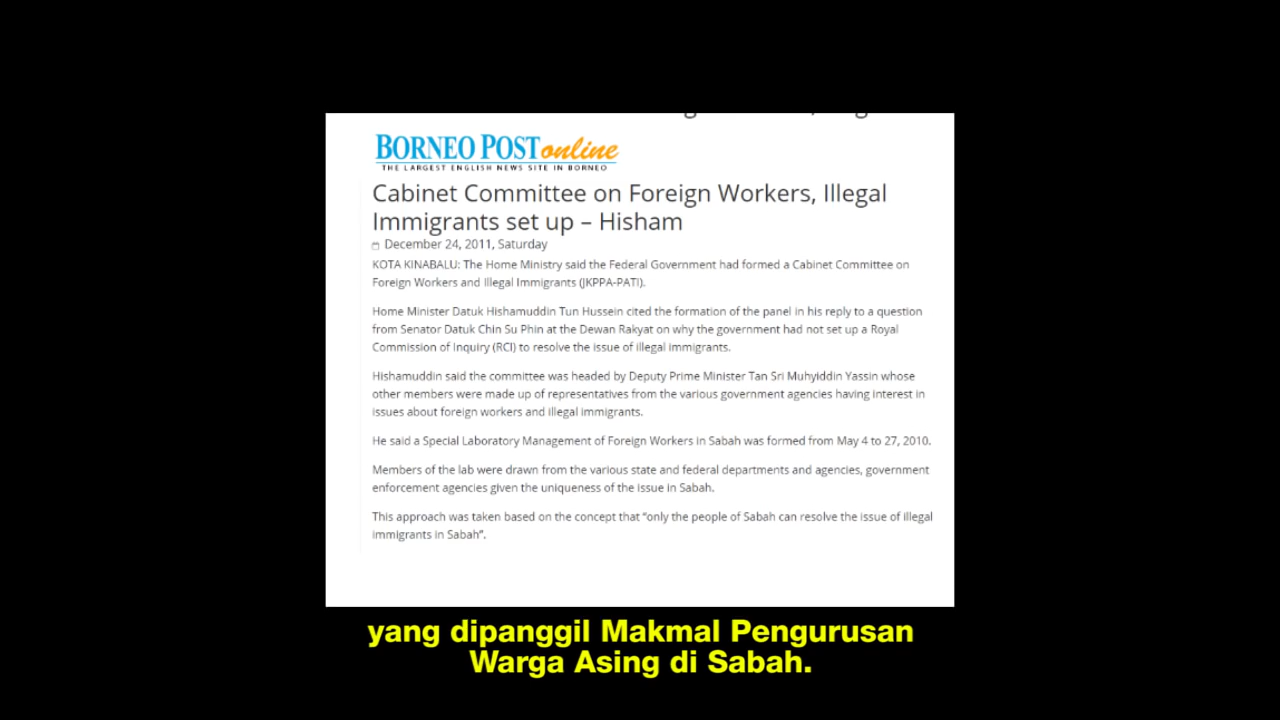 BORNEO POST online
THE LARGEST ENGLISH NEWS SITE IN BORNEO
Cabinet Committee on Foreign Workers, Illegal
Immigrants set up – Hisham
December 24, 2011, Saturday
KOTA KINABALU: The Home Ministry said the Federal Government had formed a Cabinet Committee on
Foreign Workers and Illegal Immigrants (JKPPA-PATI).
Home Minister Datuk Hishamuddin Tun Hussein cited the formation of the panel in his reply to a question
from Senator Datuk Chin Su Phin at the Dewan Rakyat on why the government had not set up a Royal
Commission of Inquiry (RCI) to resolve the issue of illegal immigrants.
Hishamuddin said the committee was headed by Deputy Prime Minister Tan Sri Muhyiddin Yassin whose
other members were made up of representatives from the various government agencies having interest in
issues about foreign workers and illegal immigrants.
He said a Special Laboratory Management of Foreign Workers in Sabah was formed from May 4 to 27, 2010.
Members of the lab were drawn from the various state and federal departments and agencies, government
enforcement agencies given the uniqueness of the issue in Sabah.
This approach was taken based on the concept that “only the people of Sabah can resolve the issue of illegal
immigrants in Sabah”.
yang dipanggil Makmal Pengurusan
Warga Asing di Sabah.